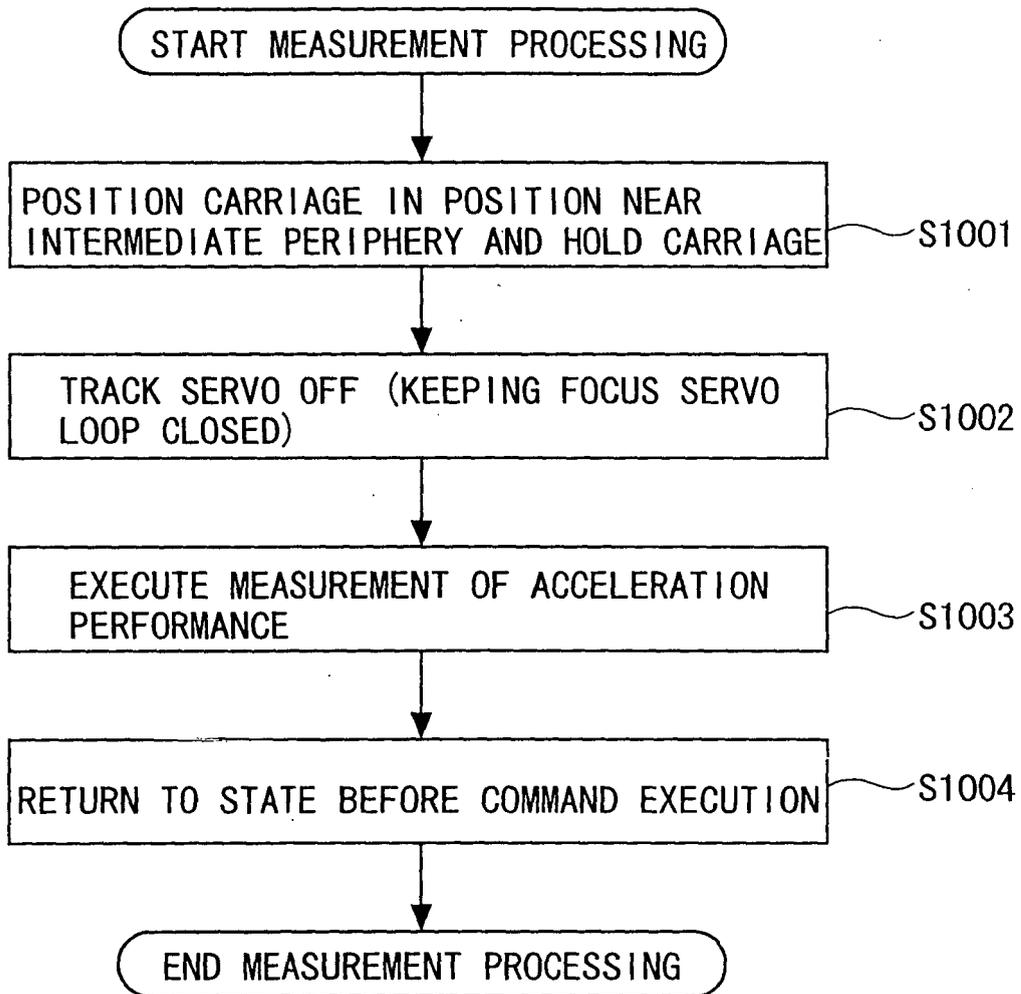 START MEASUREMENT PROCESSING
POSITION CARRIAGE IN POSITION NEAR
INTERMEDIATE PERIPHERY AND HOLD CARRIAGE
S1001
TRACK SERVO OFF (KEEPING FOCUS SERVO
LOOP CLOSED)
S1002
EXECUTE MEASUREMENT OF ACCELERATION
PERFORMANCE
S1003
RETURN TO STATE BEFORE COMMAND EXECUTION
S1004
END MEASUREMENT PROCESSING